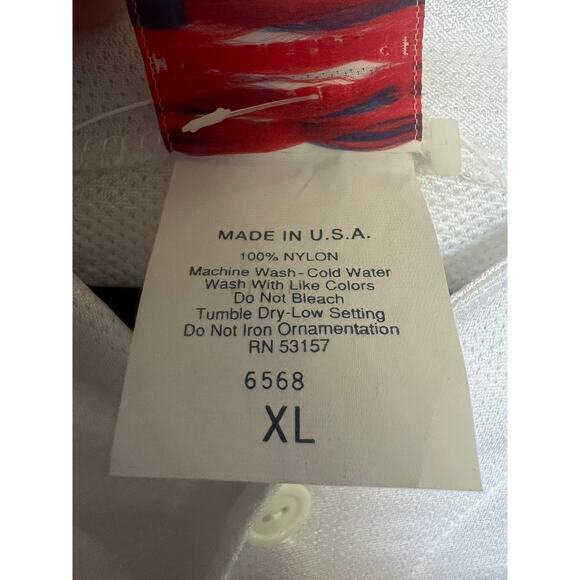 MADE IN U.S.A.
100% NYLON
Machine Wash-Cold Water
Wash With Like Colors
Do Not Bleach
Tumble Dry-Low Setting
Do Not Iron Ornamentation
RN 53157
6568
XL